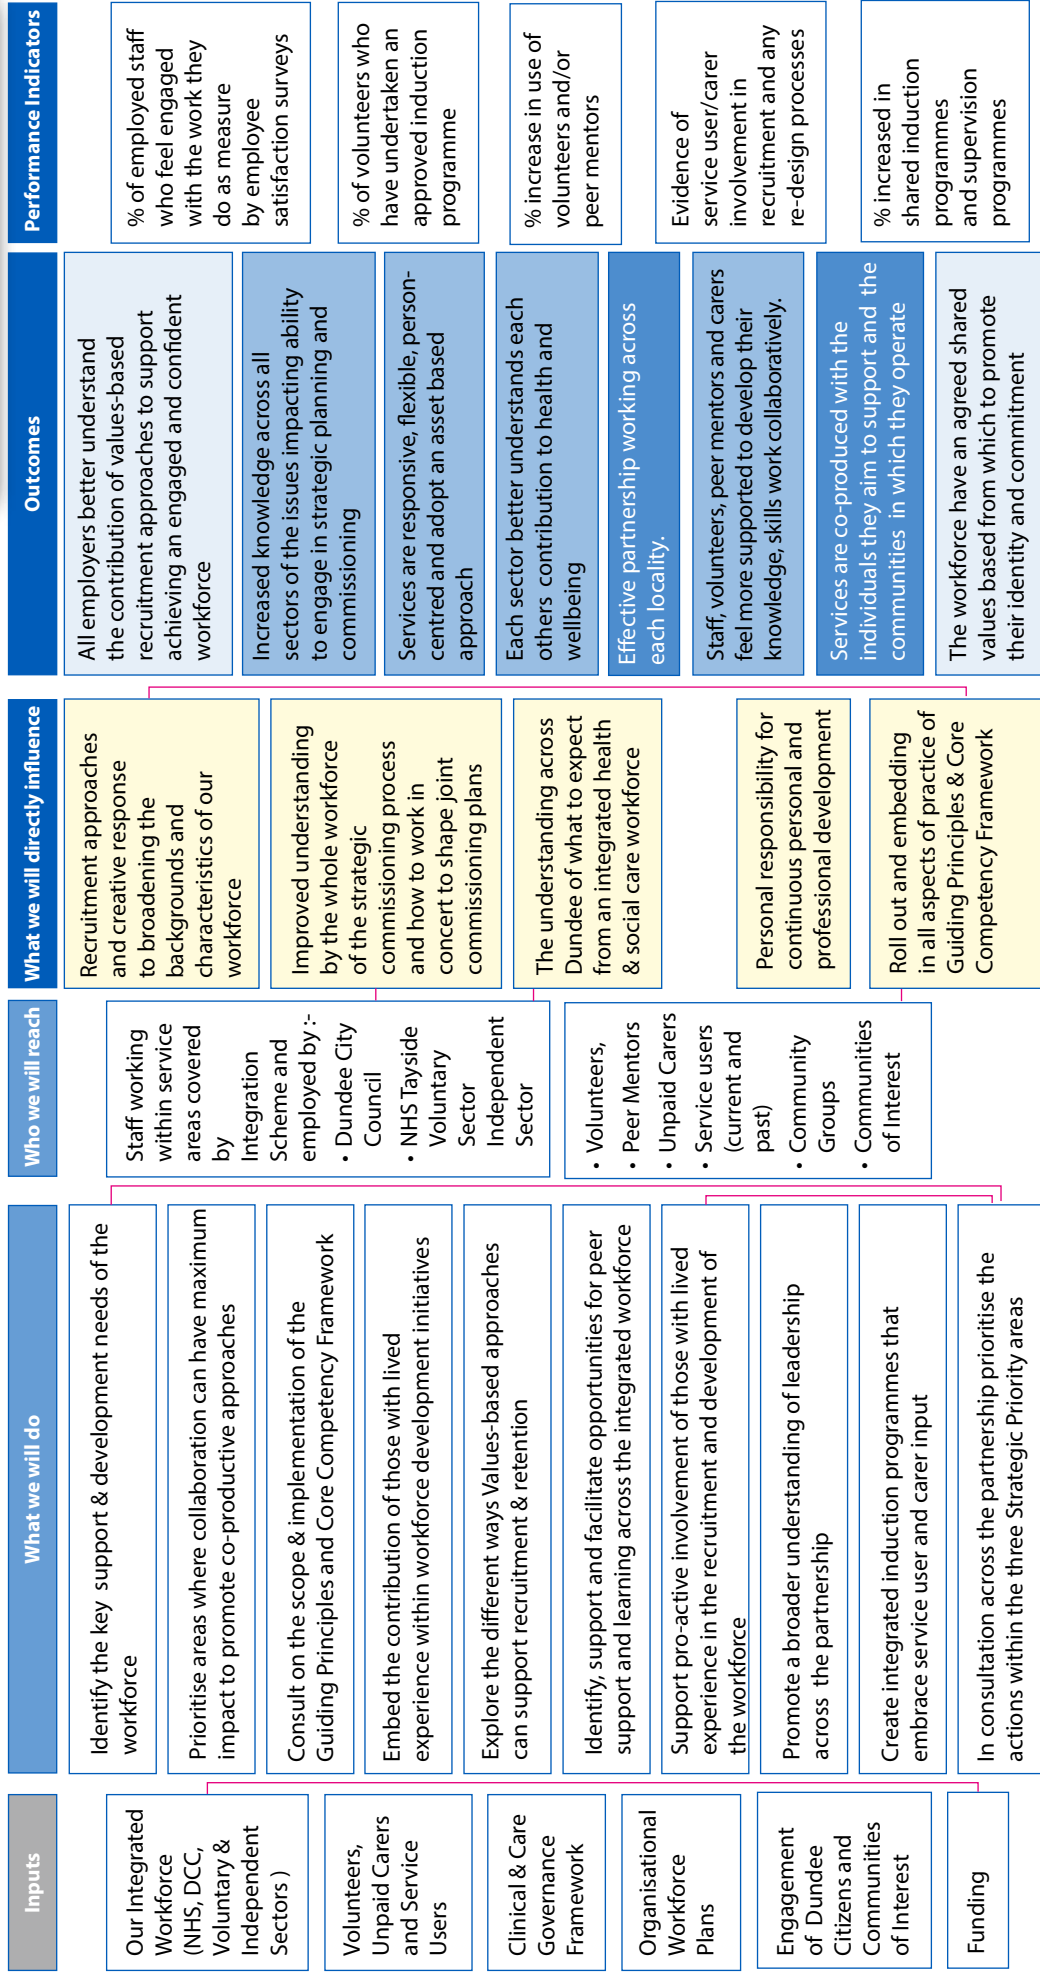 Inputs
Our Integrated
Workforce
(NHS, DCC,
Voluntary &
Independent
Sectors )
Volunteers,
Unpaid Carers
and Service
Users
Clinical & Care
Governance
Framework
Organisational
Workforce
Plans
Engagement
of Dundee
Citizens and
Communities
of Interest
Funding
What we will do
Identify the key support & development needs of the
workforce
Prioritise areas where collaboration can have maximum
impact to promote co-productive approaches
Consult on the scope & implementation of the
Guiding Principles and Core Competency Framework
Embed the contribution of those with lived
experience within workforce development initiatives
Explore the different ways Values-based approaches
can support recruitment & retention
Identify, support and facilitate opportunities for peer
support and learning across the integrated workforce
Support pro-active involvement of those with lived
experience in the recruitment and development of
the workforce
Promote a broader understanding of leadership
across the partnership
Create integrated induction programmes that
embrace service user and carer input
In consultation across the partnership prioritise the
actions within the three Strategic Priority areas
Who we will reach
Staff working
within service
areas covered
by
Integration
Scheme and
employed by :-
• Dundee City
Council
• NHS Tayside
Voluntary
Sector
Independent
Sector
• Volunteers,
• Peer Mentors
• Unpaid Carers
• Service users
(current and
past)
• Community
Groups
• Communities
of Interest
What we will directly influence
Recruitment approaches
and creative response
to broadening the
backgrounds and
characteristics of our
workforce
Improved understanding
by the whole workforce
of the strategic
commissioning process
and how to work in
concert to shape joint
commissioning plans
The understanding across
Dundee of what to expect
from an integrated health
& social care workforce
Personal responsibility for
continuous personal and
professional development
Roll out and embedding
in all aspects of practice of
Guiding Principles & Core
Competency Framework
Outcomes
All employers better understand
the contribution of values-based
recruitment approaches to support
achieving an engaged and confident
workforce
Increased knowledge across all
sectors of the issues impacting ability
to engage in strategic planning and
commissioning
Services are responsive, flexible, person-
centred and adopt an asset based
approach
Each sector better understands each
others contribution to health and
wellbeing
Effective partnership working across
each locality.
Staff, volunteers, peer mentors and carers
feel more supported to develop their
knowledge, skills work collaboratively.
Services are co-produced with the
individuals they aim to support and the
communities in which they operate
The workforce have an agreed shared
values based from which to promote
their identity and commitment
Performance Indicators
% of employed staff
who feel engaged
with the work they
do as measure
by employee
satisfaction surveys
% of volunteers who
have undertaken an
approved induction
programme
% increase in use of
volunteers and/or
peer mentors
Evidence of
service user/carer
involvement in
recruitment and any
re-design processes
% increased in
shared induction
programmes
and supervision
programmes